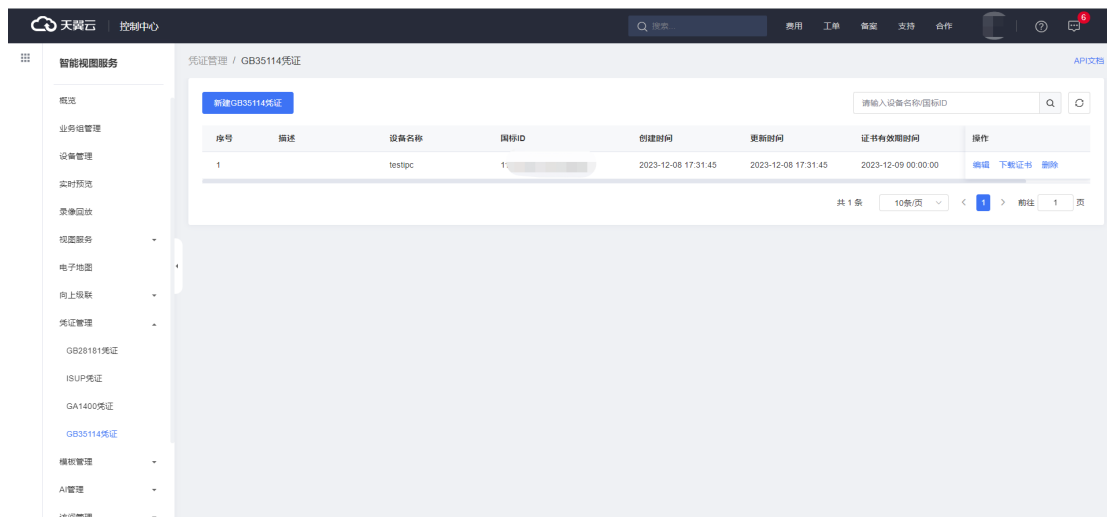 天翼云 控制中心 搜索... 费用 工单 备案 支持 合作 6
智能视图服务 凭证管理 / GB35114凭证 API文档
概览
业务组管理
设备管理
实时预览
录像回放
视图服务
电子地图
向上级联
凭证管理
GB28181凭证
ISUP凭证
GA1400凭证
GB35114凭证
模板管理
AI管理
新建GB35114凭证 请输入设备名称/国标ID
序号 描述 设备名称 国标ID 创建时间 更新时间 证书有效期时间 操作
1 testipc 2023-12-08 17:31:45 2023-12-08 17:31:45 2023-12-09 00:00:00 编辑 下载证书 删除
共 1 条 10条/页 1 前往 1 页